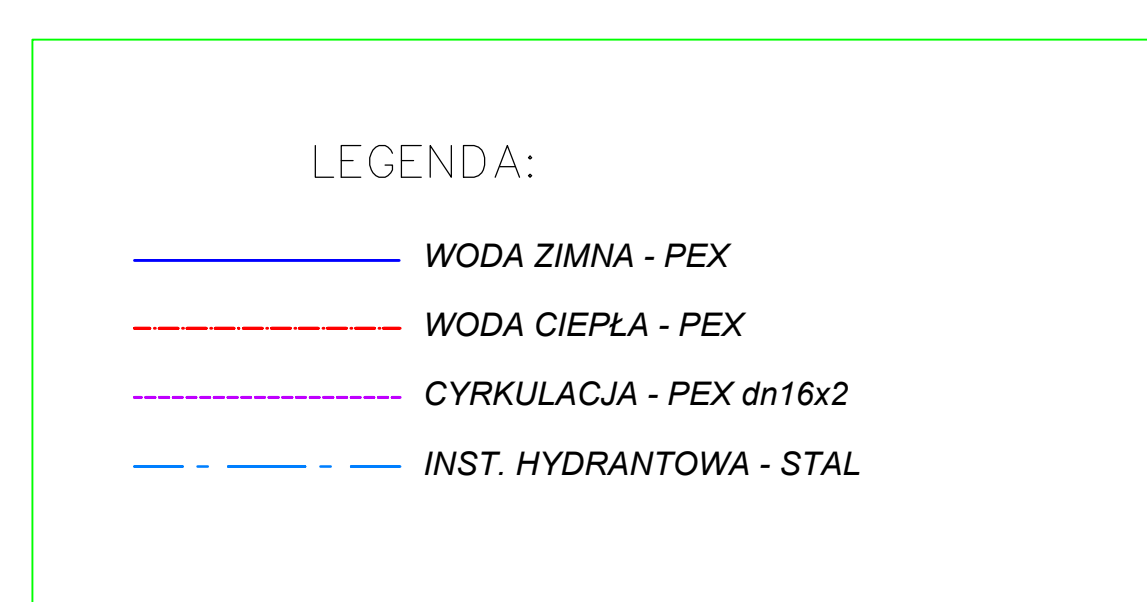 LEGENDA:
WODA ZIMNA - PEX
WODA CIEPŁA - PEX
CYRKULACJA - PEX dn16x2
INST. HYDRANTOWA - STAL